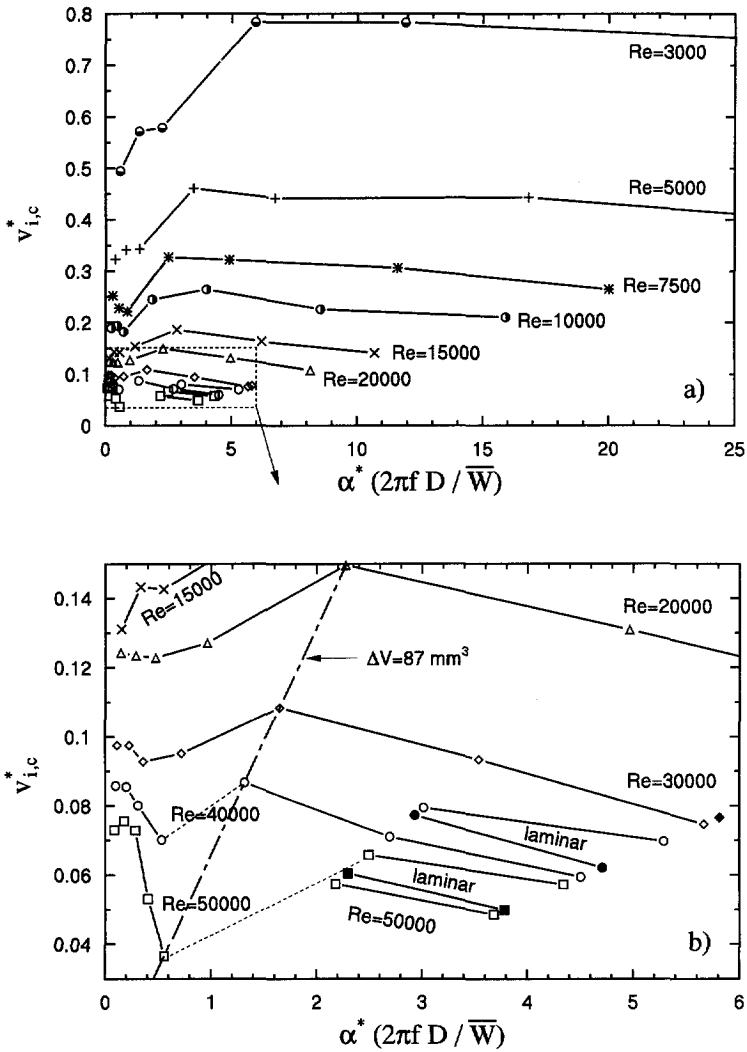 0.8
0.7
0.6
0.5
0.4
0.3
0.2
0.1
0
v*i,c
Re=3000
Re=5000
Re=7500
Re=10000
Re=15000
Re=20000
a)
0 5 10 15 20 25
α* (2πf D / W̅)
0.14
0.12
0.1
0.08
0.06
0.04
v*i,c
Re=15000
Re=20000
ΔV=87 mm³
Re=30000
Re=40000
laminar
laminar
Re=50000
Re=50000
b)
0 1 2 3 4 5 6
α* (2πf D / W̅)